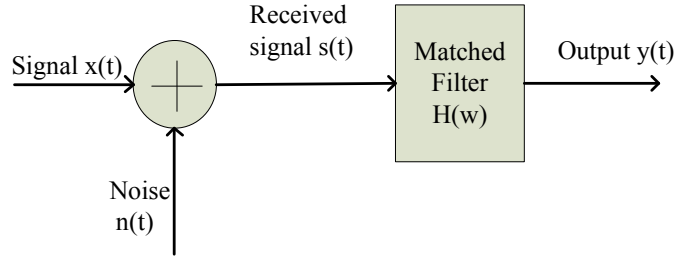 Signal x(t)
Received
signal s(t)
Matched
Filter
H(w)
Output y(t)
Noise
n(t)